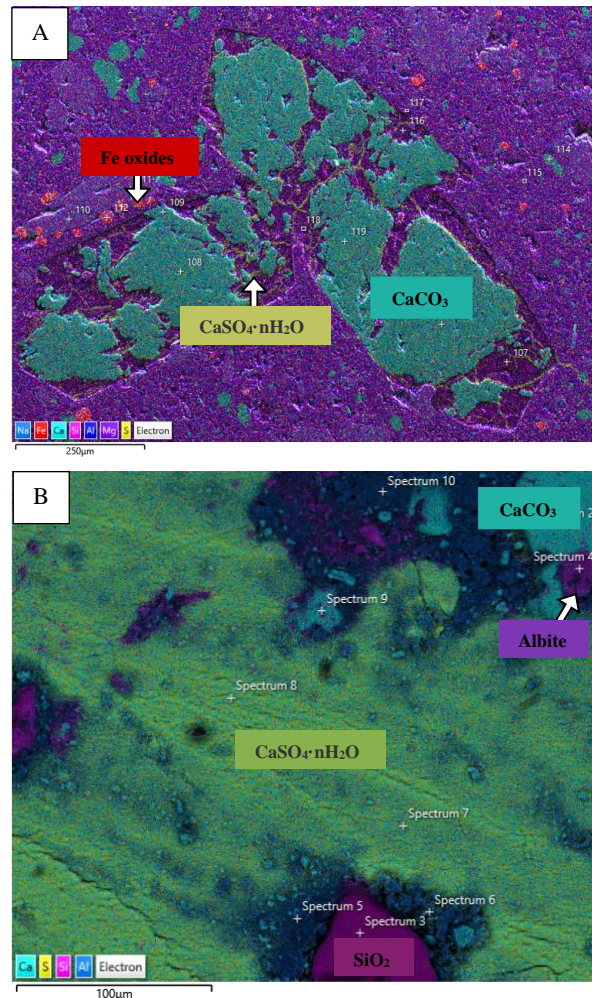 A
117
116
114
115
Fe oxides
110
112
109
118
119
108
CaCO₃
CaSO₄·nH₂O
107
Na Fe Ca Si Al Mg S Electron
250μm
B
Spectrum 10
CaCO₃
Spectrum 4
Spectrum 9
Albite
Spectrum 8
CaSO₄·nH₂O
Spectrum 7
Spectrum 5
Spectrum 6
Spectrum 3
SiO₂
Ca S Si Al Electron
100μm